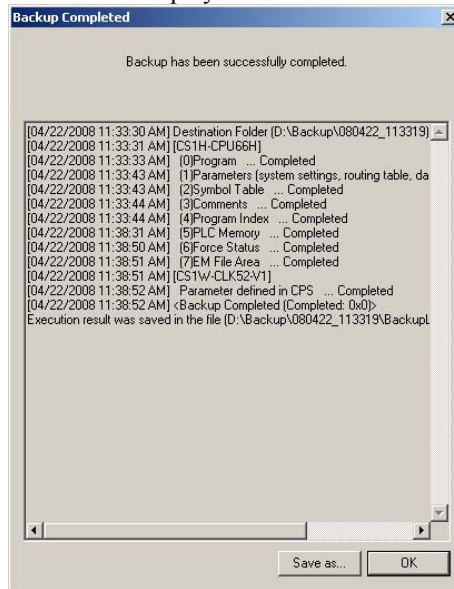 Backup Completed
Backup has been successfully completed.
[04/22/2008 11:33:30 AM] Destination Folder (D:\Backup\080422_113319)
[04/22/2008 11:33:31 AM] [CS1H-CPU66H]
[04/22/2008 11:33:33 AM] (0)Program ... Completed
[04/22/2008 11:33:43 AM] (1)Parameters (system settings, routing table, da
[04/22/2008 11:33:43 AM] (2)Symbol Table ... Completed
[04/22/2008 11:33:44 AM] (3)Comments ... Completed
[04/22/2008 11:33:44 AM] (4)Program Index ... Completed
[04/22/2008 11:38:31 AM] (5)PLC Memory ... Completed
[04/22/2008 11:38:50 AM] (6)Force Status ... Completed
[04/22/2008 11:38:51 AM] (7)EM File Area ... Completed
[04/22/2008 11:38:51 AM] [CS1W-CLK52-V1]
[04/22/2008 11:38:52 AM] Parameter defined in CPS ... Completed
[04/22/2008 11:38:52 AM] <Backup Completed (Completed: 0x0)>
Execution result was saved in the file (D:\Backup\080422_113319\BackupL
Save as... OK